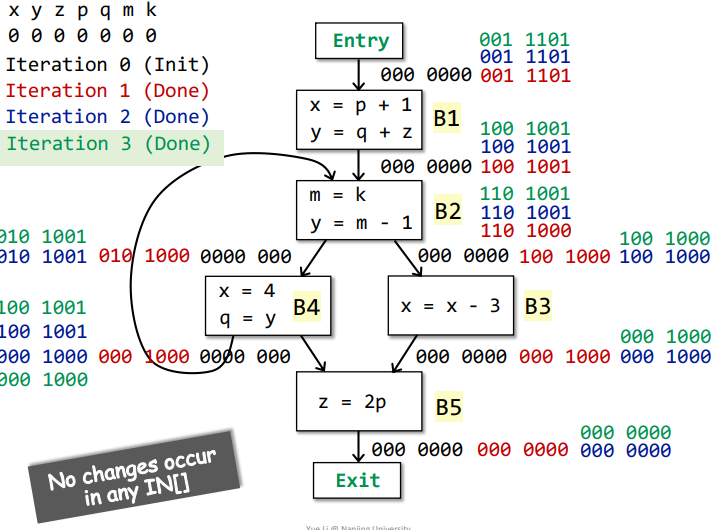 x y z p q m k
0 0 0 0 0 0 0
Iteration 0 (Init)
Iteration 1 (Done)
Iteration 2 (Done)
Iteration 3 (Done)
Entry
001 1101
001 1101
000 0000 001 1101
x = p + 1
y = q + z
B1
100 1001
100 1001
000 0000 100 1001
m = k
y = m - 1
B2
110 1001
110 1001
110 1000
010 1001
010 1001 010 1000 0000 000
100 1000
000 0000 100 1000 100 1000
x = 4
q = y
B4
x = x - 3
B3
100 1001
100 1001
000 1000 000 1000 0000 000
000 1000
000 1000
000 0000 000 1000 000 1000
z = 2p
B5
000 0000
000 0000 000 0000 000 0000
Exit
No changes occur
in any IN[]
Yue Li @ Nanjing University